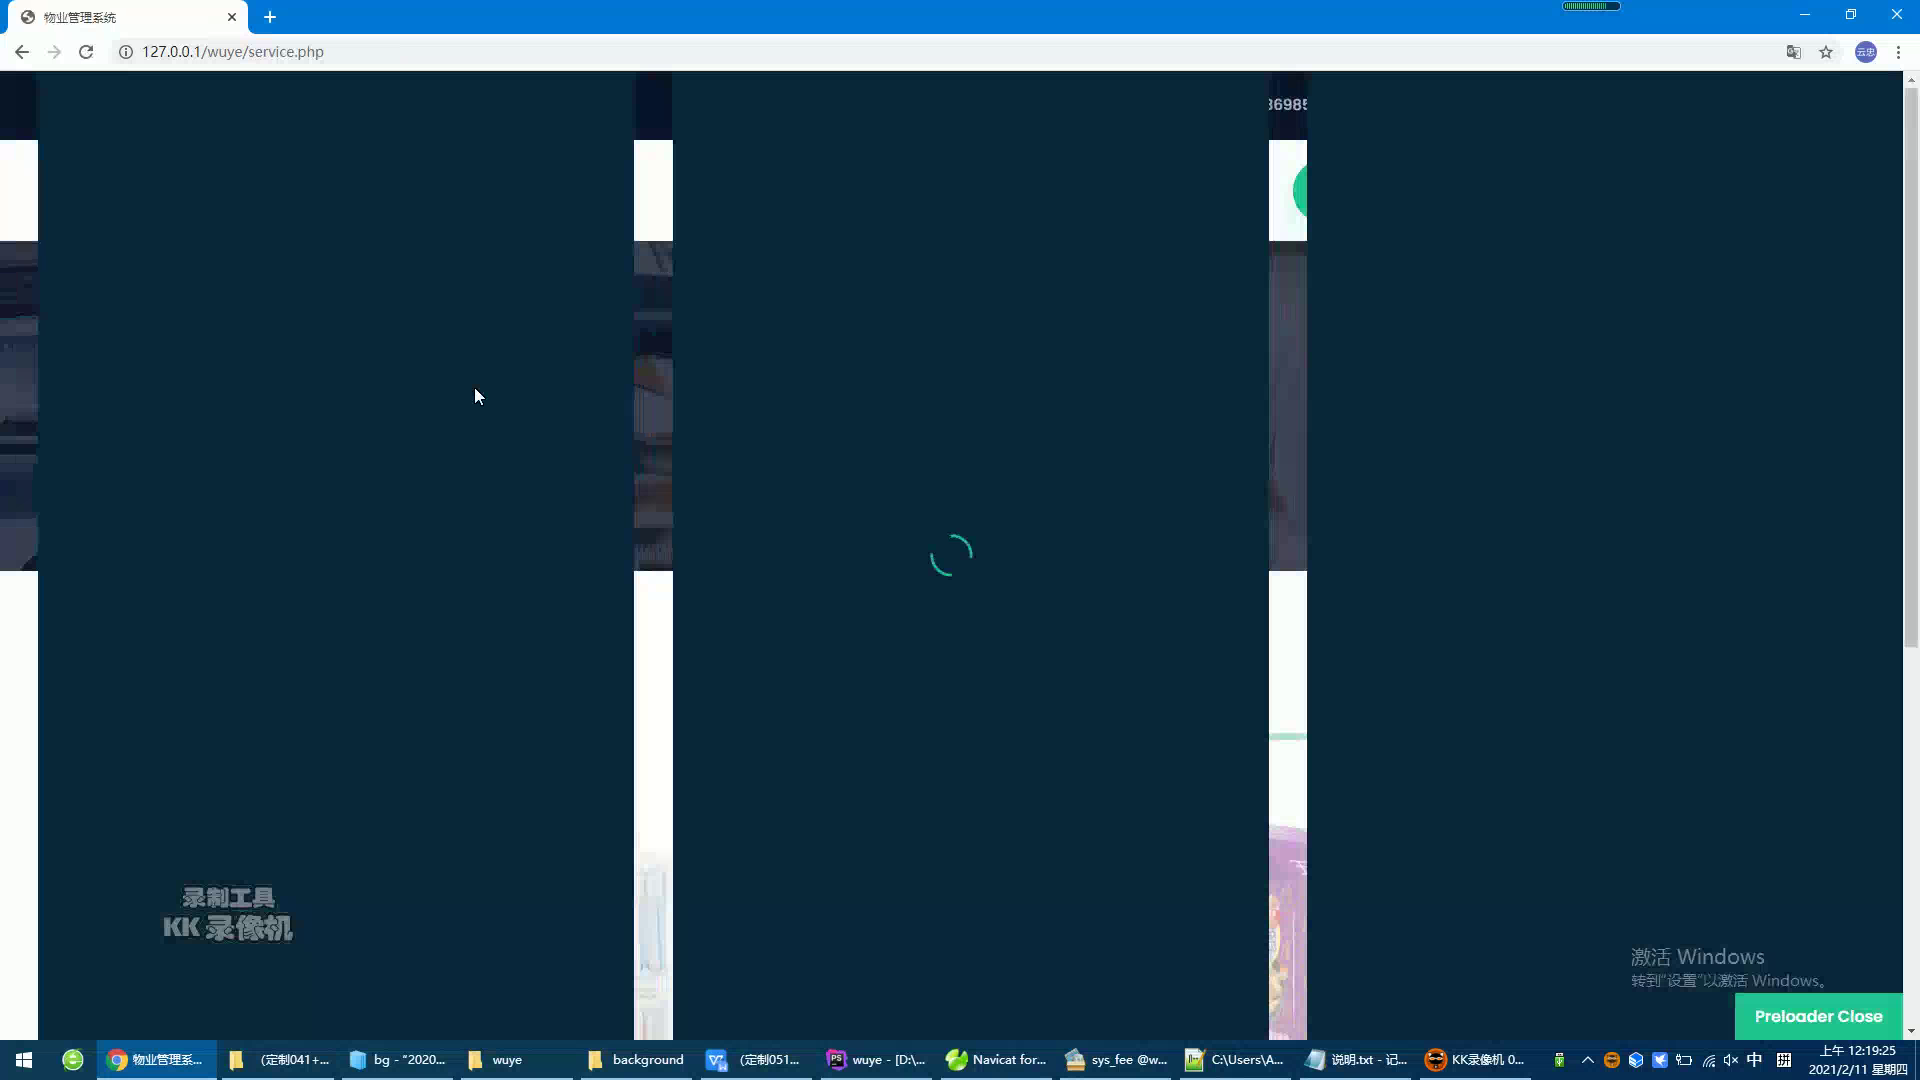 物业管理系统
127.0.0.1/wuye/service.php
云忠
36985
录制工具
KK 录像机
激活 Windows
转到"设置"以激活 Windows。
Preloader Close
物业管理系...
（定制041+...
bg - "2020...
wuye
background
（定制051...
wuye - [D:\...
Navicat for...
sys_fee @w...
C:\Users\A...
说明.txt - 记...
KK录像机 0...
中
拼
上午 12:19:25
2021/2/11 星期四